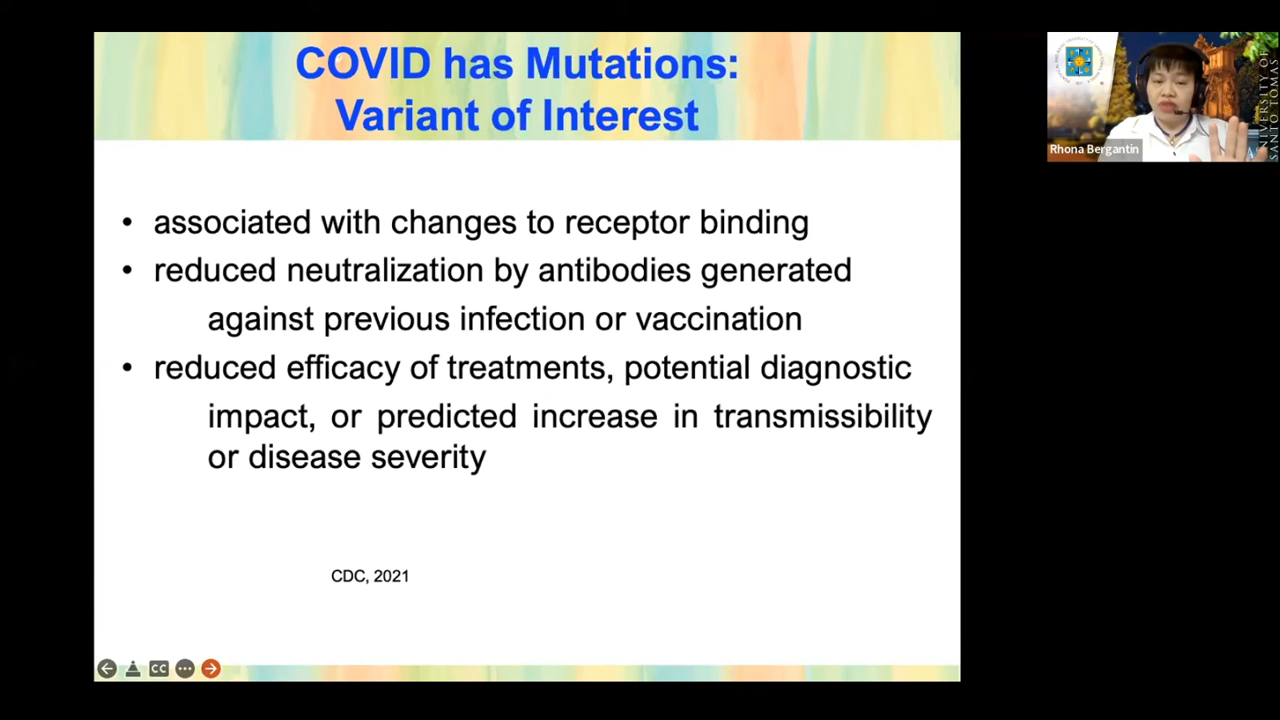 COVID has Mutations:
Variant of Interest
• associated with changes to receptor binding
• reduced neutralization by antibodies generated
against previous infection or vaccination
• reduced efficacy of treatments, potential diagnostic
impact, or predicted increase in transmissibility
or disease severity
CDC, 2021
CC
Rhona Bergantin
UNIVERSITY OF
SANTO TOMAS